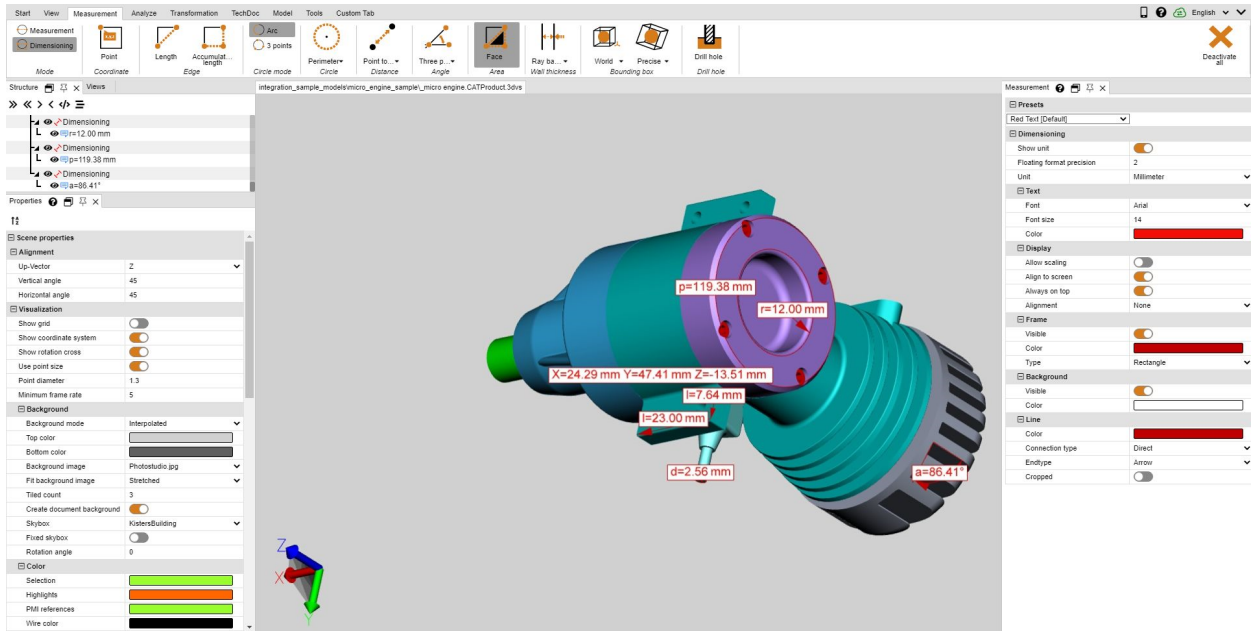 Start View Measurement Analyze Transformation TechDoc Model Tools Custom Tab English
Measurement
Dimensioning
Mode
Point
Coordinate
Length
Accumulat... length
Edge
Arc
3 points
Circle mode
Perimeter
Circle
Point to...
Distance
Three p...
Angle
Face
Area
Ray ba...
Wall thickness
World Precise
Bounding box
Drill hole
Drill hole
Deactivate all
Structure Views
integration_sample_models\micro_engine_sample\_micro engine.CATProduct.3dvs
Dimensioning
r=12.00 mm
Dimensioning
p=119.38 mm
Dimensioning
a=86.41°
Properties
Scene properties
Alignment
Up-Vector Z
Vertical angle 45
Horizontal angle 45
Visualization
Show grid
Show coordinate system
Show rotation cross
Use point size
Point diameter 1.3
Minimum frame rate 5
Background
Background mode Interpolated
Top color
Bottom color
Background image Photostudio.jpg
Fit background image Stretched
Tiled count 3
Create document background
Skybox KistersBuilding
Fixed skybox
Rotation angle 0
Color
Selection
Highlights
PMI references
Wire color
p=119.38 mm
r=12.00 mm
X=24.29 mm Y=47.41 mm Z=-13.51 mm
l=7.64 mm
l=23.00 mm
d=2.56 mm
a=86.41°
Z
X
Y
Measurement
Presets
Red Text [Default]
Dimensioning
Show unit
Floating format precision 2
Unit Millimeter
Text
Font Arial
Font size 14
Color
Display
Allow scaling
Align to screen
Always on top
Alignment None
Frame
Visible
Color
Type Rectangle
Background
Visible
Color
Line
Color
Connection type Direct
Endtype Arrow
Cropped